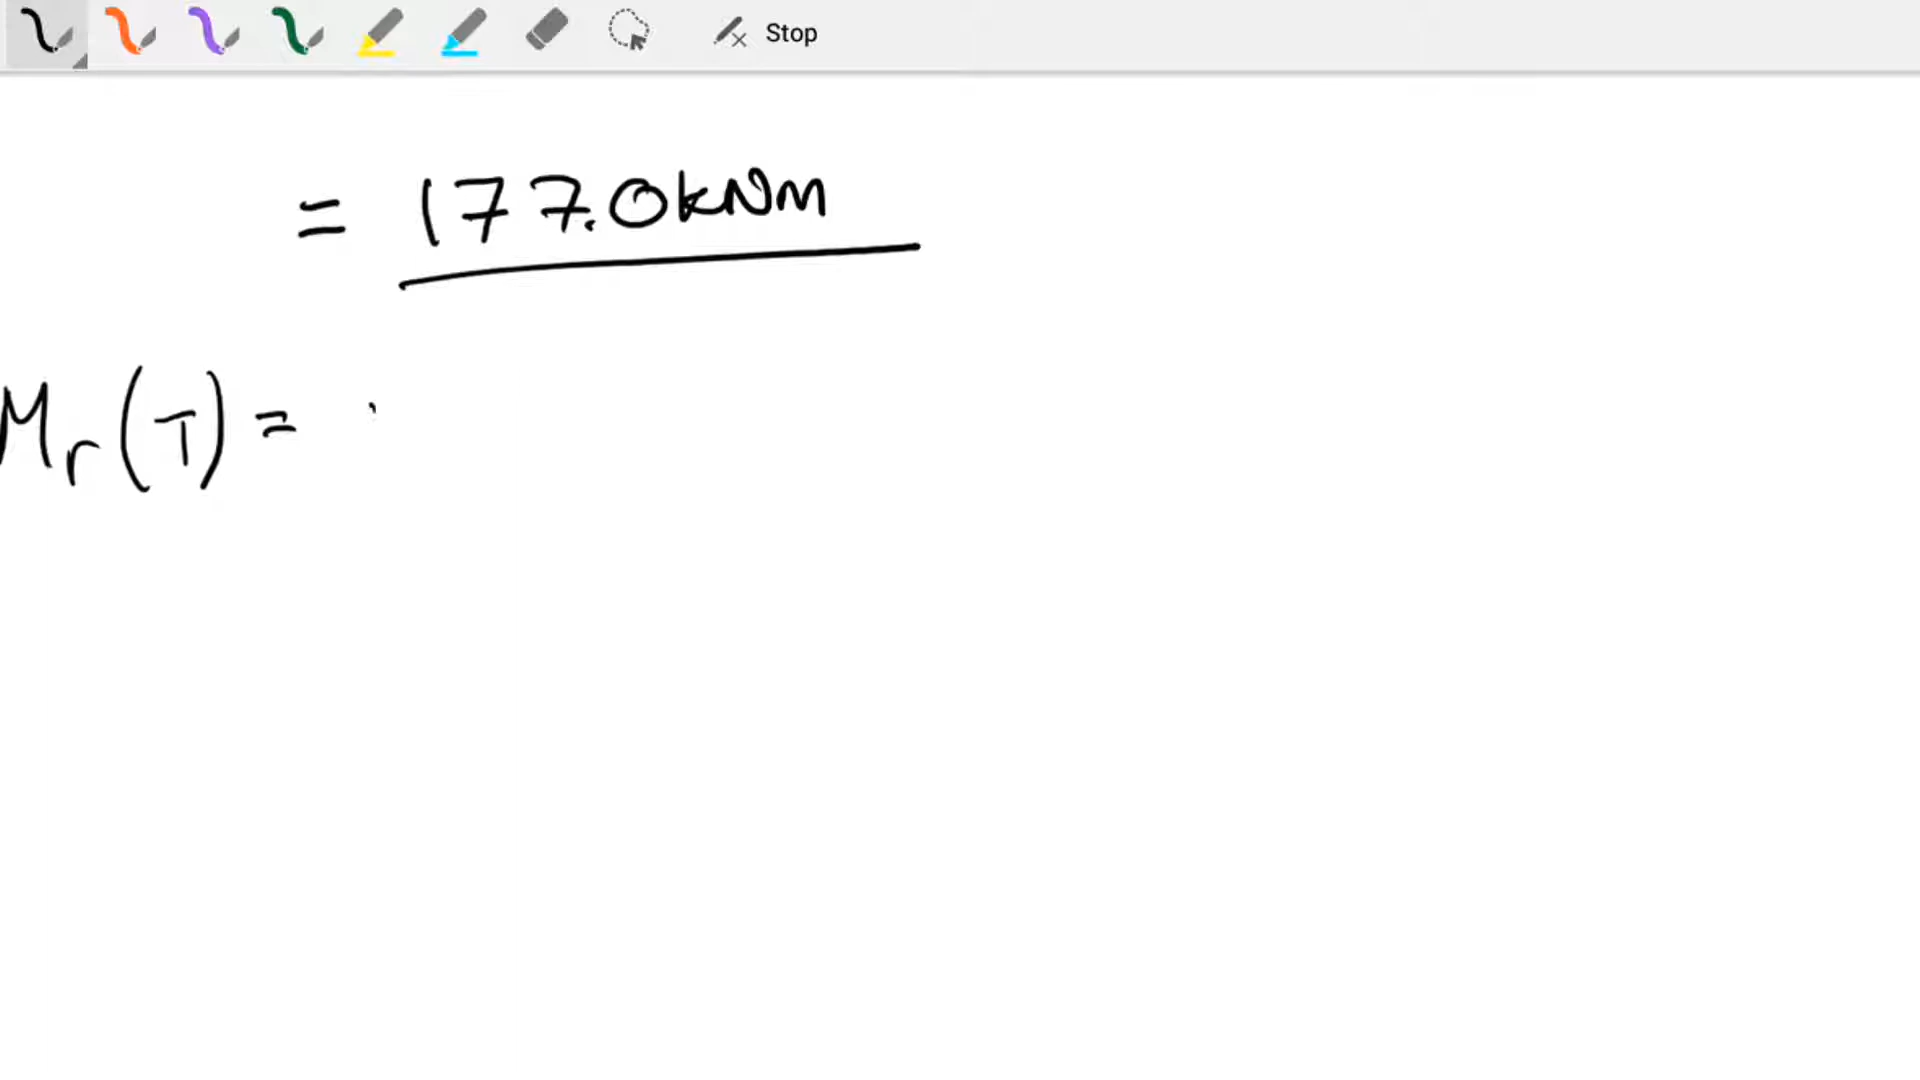 Stop
= 177.0kNm
Mr(T) =